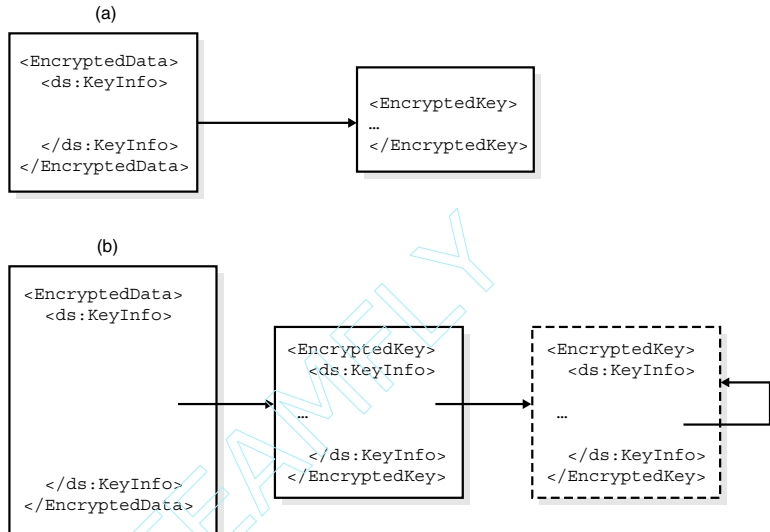 (a)
<EncryptedData>
<ds:KeyInfo>
</ds:KeyInfo>
</EncryptedData>
<EncryptedKey>
…
</EncryptedKey>
(b)
<EncryptedData>
<ds:KeyInfo>
</ds:KeyInfo>
</EncryptedData>
<EncryptedKey>
<ds:KeyInfo>
…
</ds:KeyInfo>
</EncryptedKey>
<EncryptedKey>
<ds:KeyInfo>
…
</ds:KeyInfo>
</EncryptedKey>
TEAMFLY